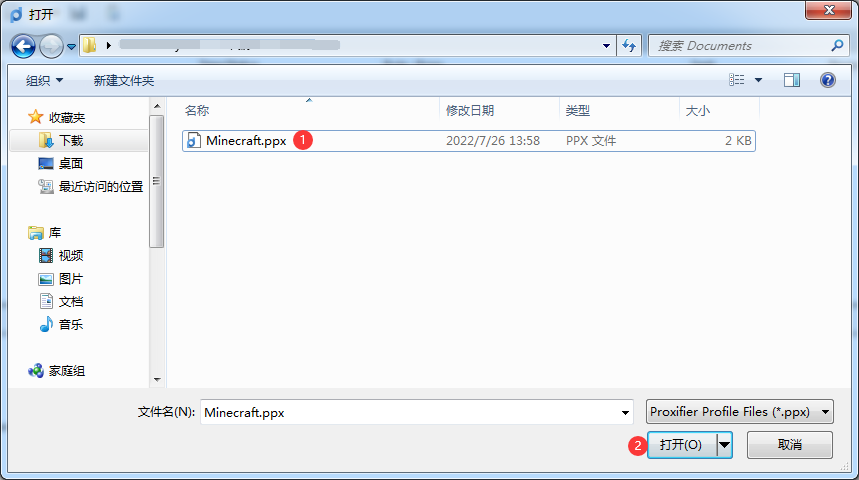 打开
搜索 Documents
组织 新建文件夹
名称 修改日期 类型 大小
Minecraft.ppx 1 2022/7/26 13:58 PPX 文件 2 KB
收藏夹
下载
桌面
最近访问的位置
库
视频
图片
文档
音乐
家庭组
文件名(N): Minecraft.ppx Proxifier Profile Files (*.ppx)
2 打开(O) 取消